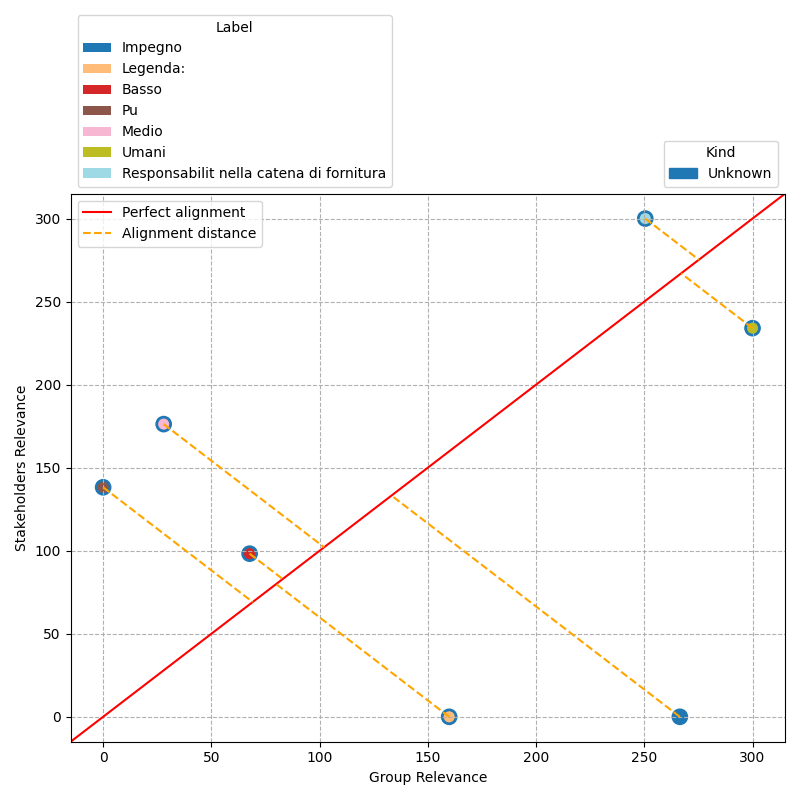 Label
Impegno
Legenda:
Basso
Pu
Medio
Umani
Responsabilit nella catena di fornitura
Kind
Unknown
Perfect alignment
Alignment distance
300
250
200
150
100
50
0
Stakeholders Relevance
0 50 100 150 200 250 300
Group Relevance